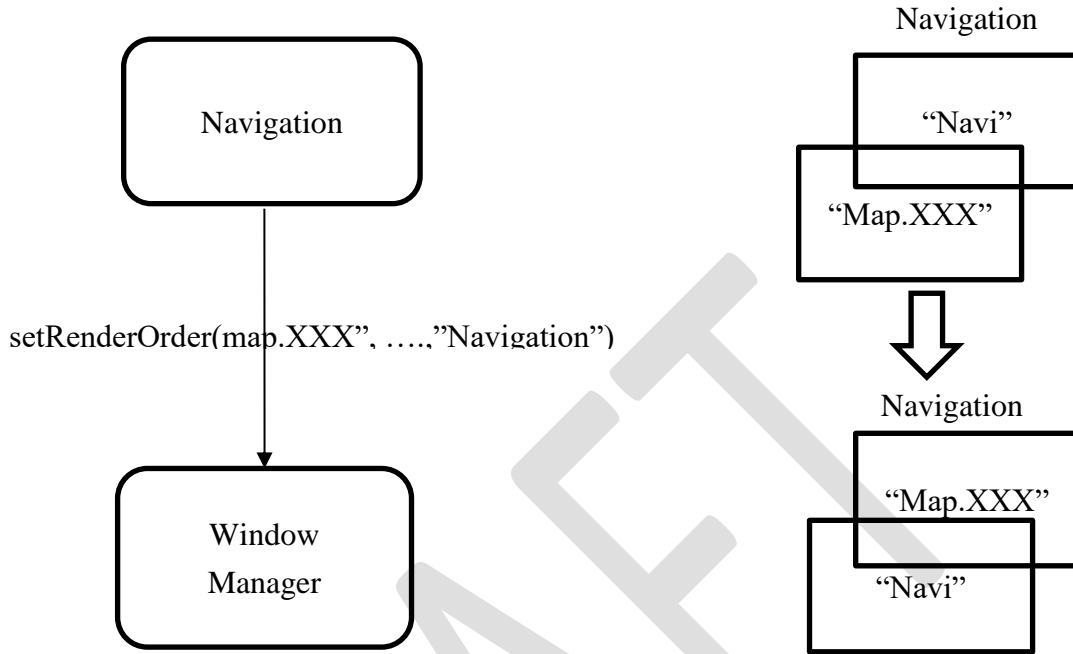 Navigation
setRenderOrder(map.XXX”, ….,”Navigation”)
Window
Manager
Navigation
“Navi”
“Map.XXX”
Navigation
“Map.XXX”
“Navi”